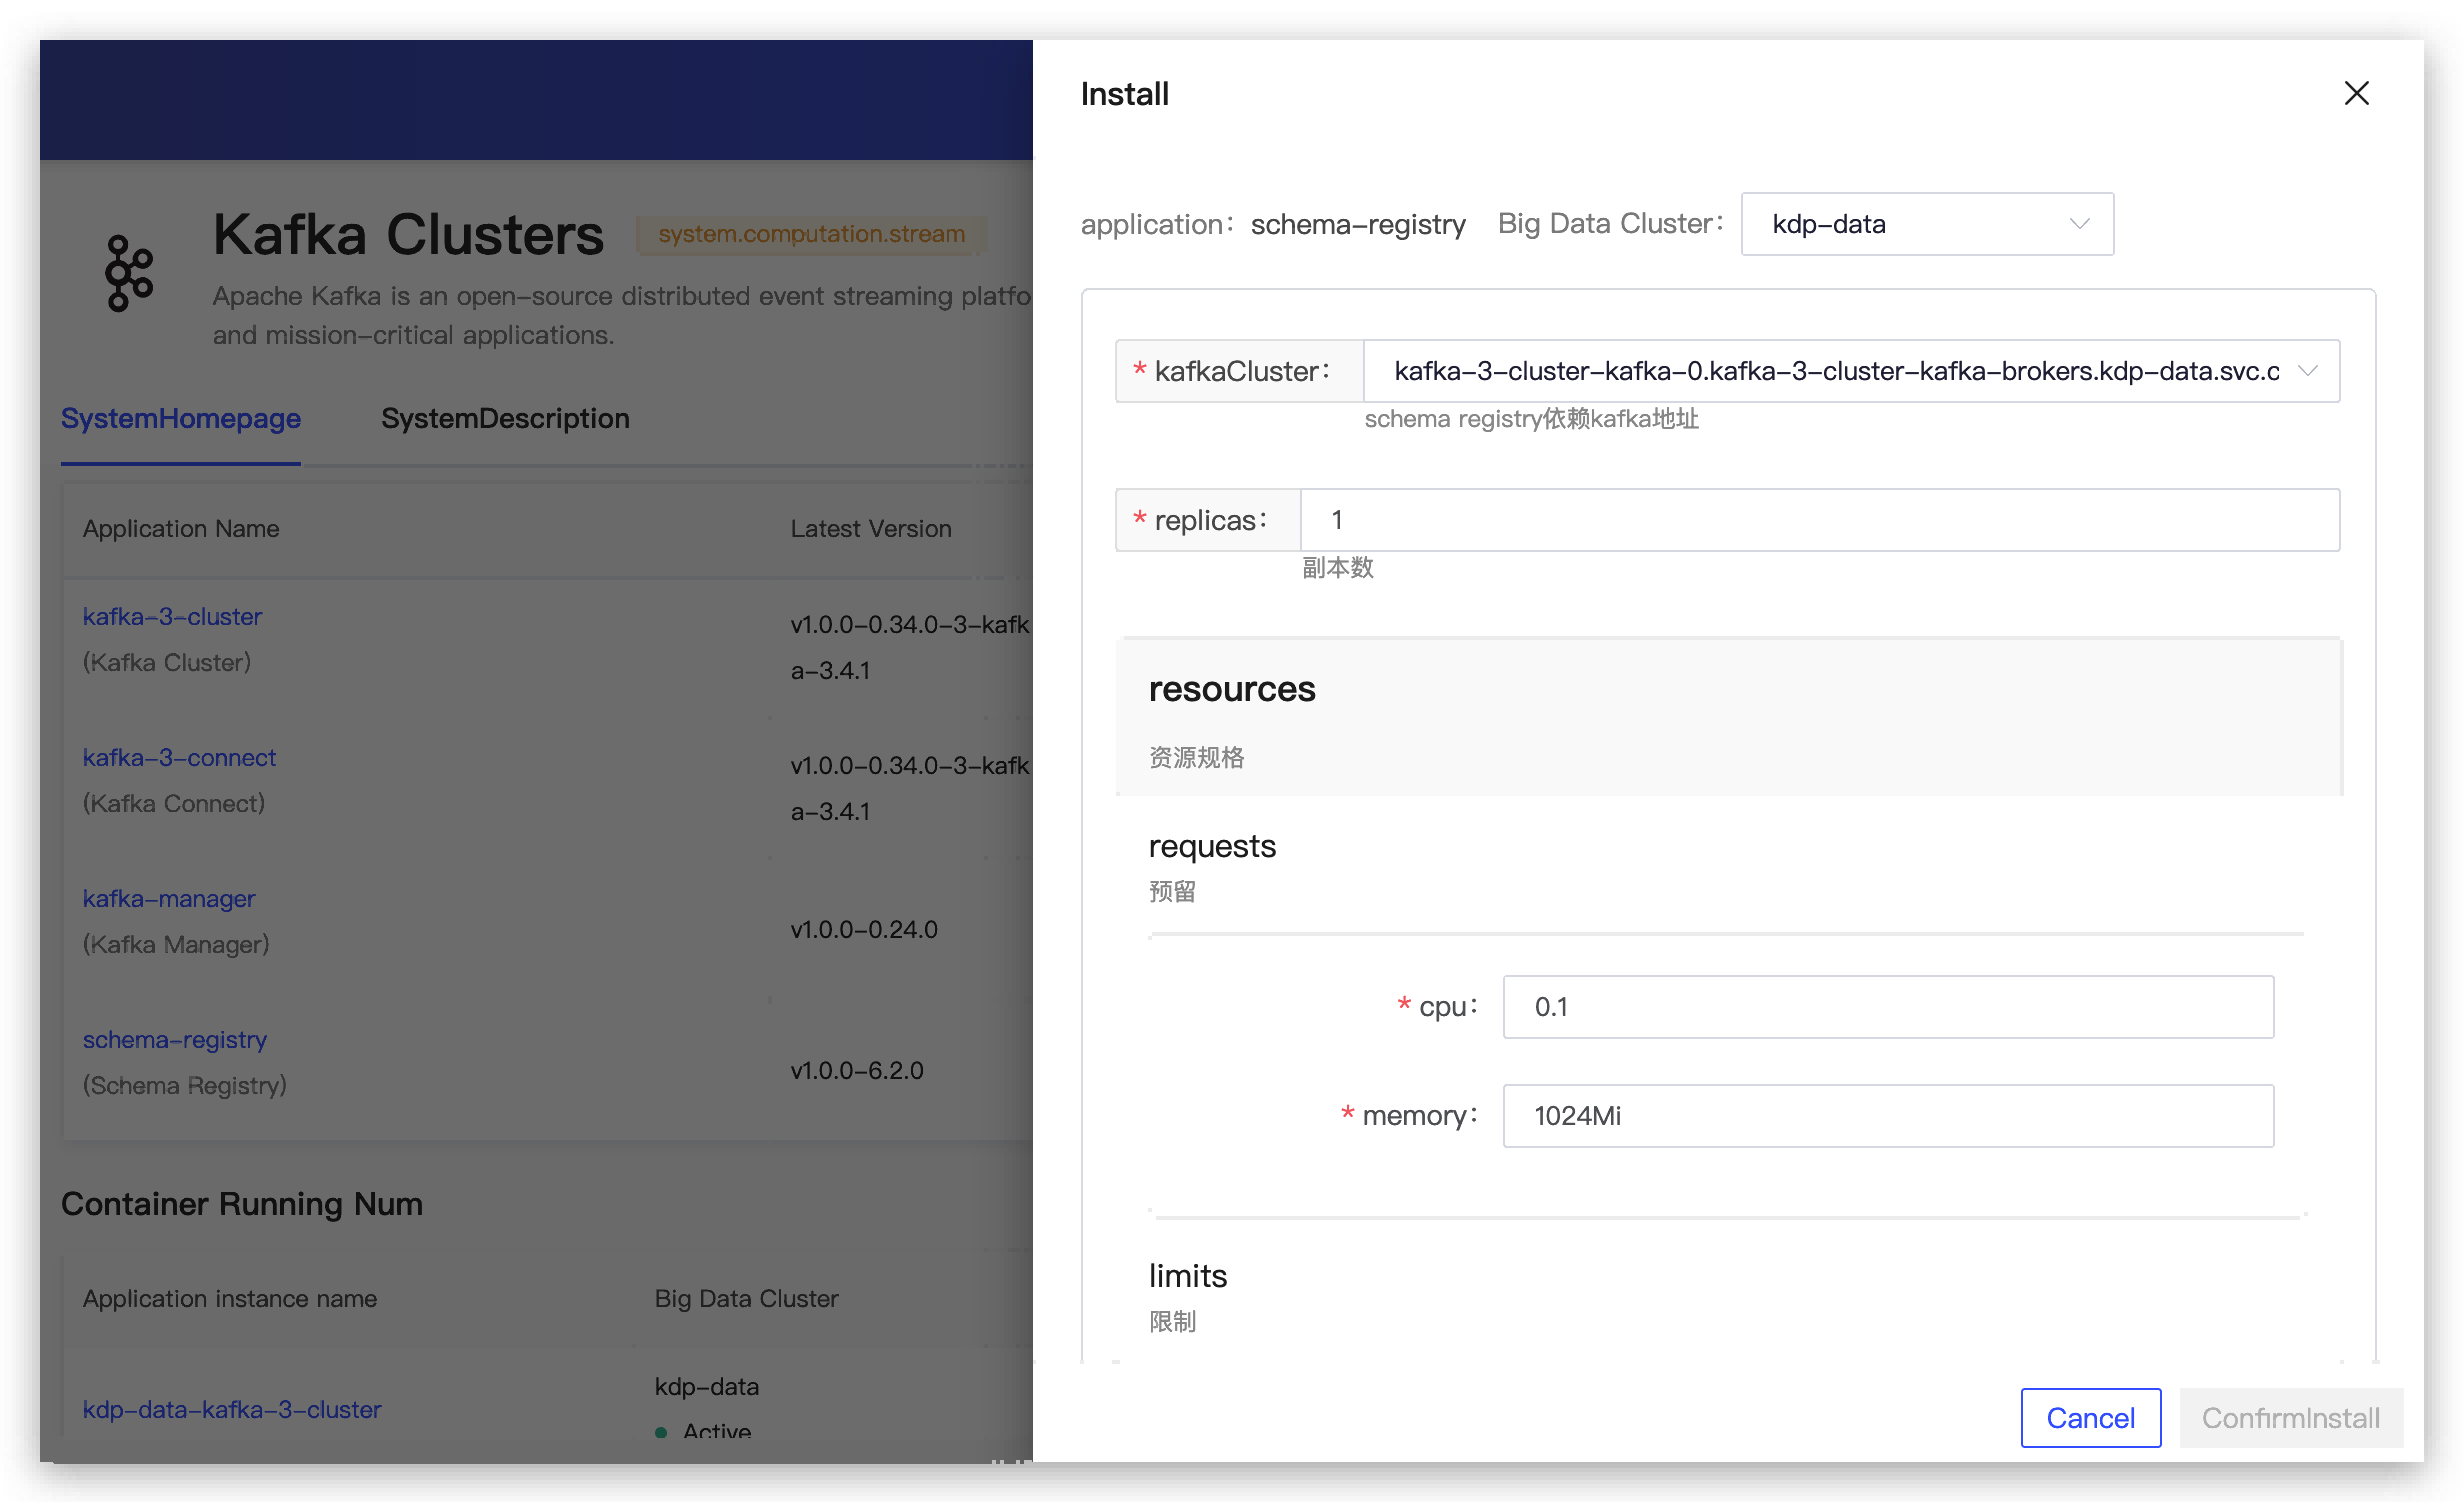 Kafka Clusters system.computation.stream
Apache Kafka is an open-source distributed event streaming platfo
and mission-critical applications.
SystemHomepage SystemDescription
Application Name Latest Version
kafka-3-cluster
(Kafka Cluster)
v1.0.0-0.34.0-3-kafk
a-3.4.1
kafka-3-connect
(Kafka Connect)
v1.0.0-0.34.0-3-kafk
a-3.4.1
kafka-manager
(Kafka Manager)
v1.0.0-0.24.0
schema-registry
(Schema Registry)
v1.0.0-6.2.0
Container Running Num
Application instance name Big Data Cluster
kdp-data-kafka-3-cluster
kdp-data
Active
Install
application: schema-registry Big Data Cluster: kdp-data
* kafkaCluster: kafka-3-cluster-kafka-0.kafka-3-cluster-kafka-brokers.kdp-data.svc.c
schema registry依赖kafka地址
* replicas: 1
副本数
resources
资源规格
requests
预留
* cpu: 0.1
* memory: 1024Mi
limits
限制
Cancel ConfirmInstall